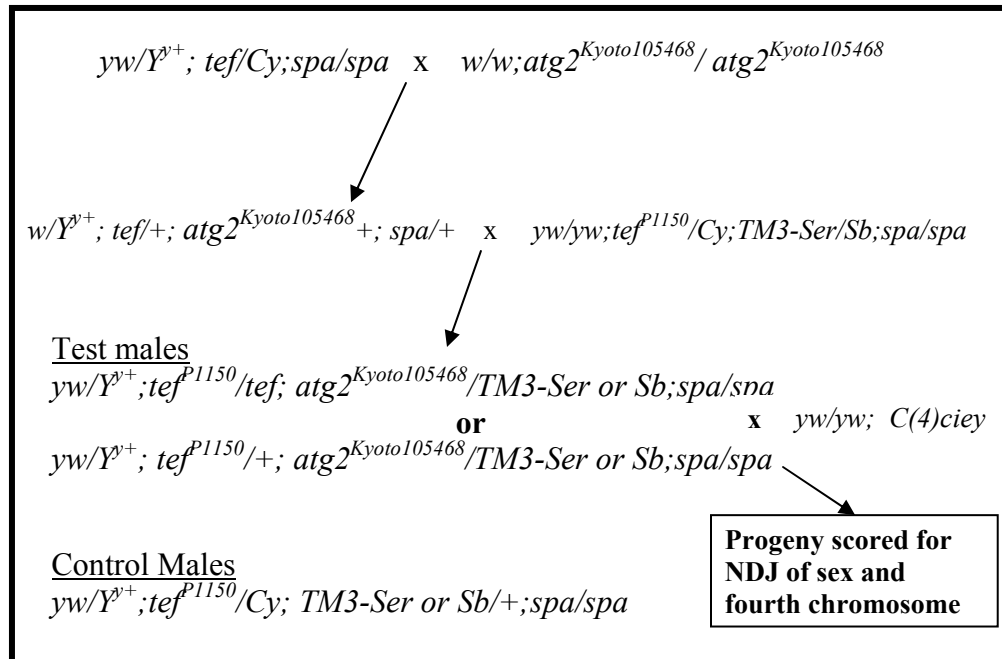 yw/Y^y+; tef/Cy;spa/spa x w/w;atg2^Kyoto105468/ atg2^Kyoto105468
w/Y^y+; tef/+; atg2^Kyoto105468+; spa/+ x yw/yw;tef^P1150/Cy;TM3-Ser/Sb;spa/spa
Test males
yw/Y^y+;tef^P1150/tef; atg2^Kyoto105468/TM3-Ser or Sb;spa/spa
or x yw/yw; C(4)ciey
yw/Y^y+; tef^P1150/+; atg2^Kyoto105468/TM3-Ser or Sb;spa/spa
Control Males
yw/Y^y+;tef^P1150/Cy; TM3-Ser or Sb/+;spa/spa
Progeny scored for
NDJ of sex and
fourth chromosome